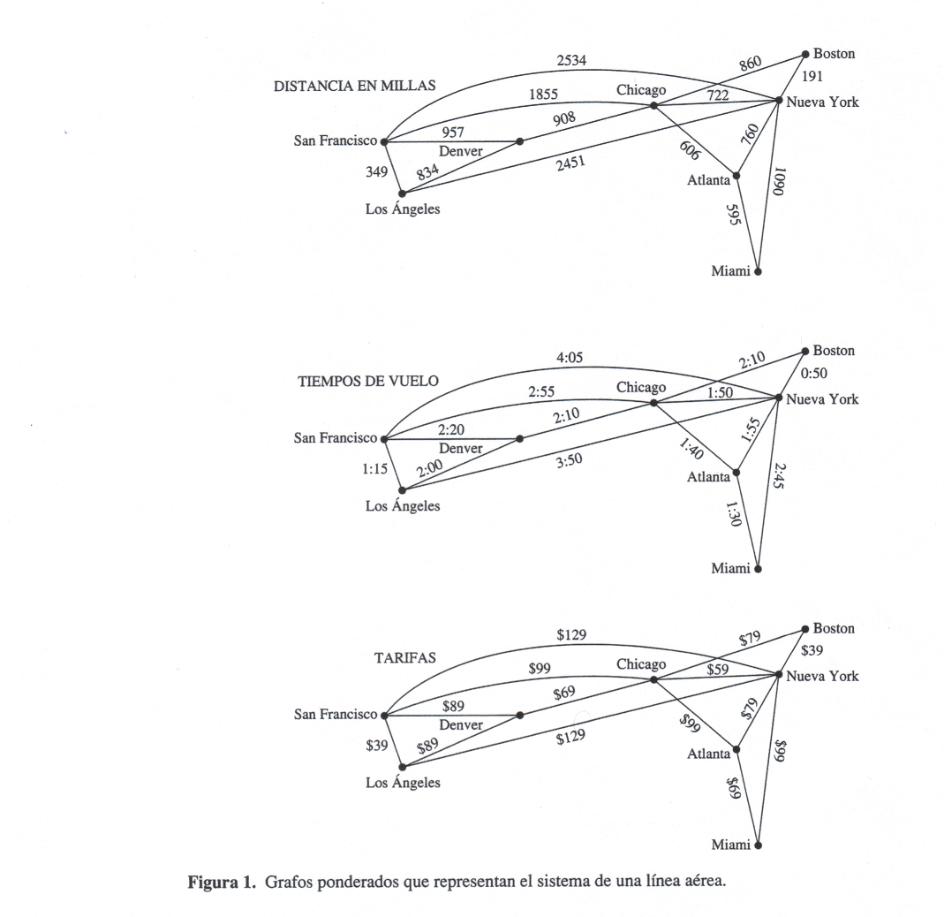 DISTANCIA EN MILLAS
2534
860
Boston
191
1855
Chicago
722
Nueva York
908
San Francisco
957
Denver
760
606
349
834
2451
Atlanta
1090
Los Ángeles
595
Miami
TIEMPOS DE VUELO
4:05
2:10
Boston
0:50
2:55
Chicago
1:50
Nueva York
2:10
San Francisco
2:20
Denver
1:55
1:40
1:15
2:00
3:50
Atlanta
2:45
Los Ángeles
1:30
Miami
TARIFAS
$129
$79
Boston
$39
$99
Chicago
$59
Nueva York
$69
San Francisco
$89
Denver
$79
$99
$39
$89
$129
Atlanta
$99
Los Ángeles
$69
Miami
Figura 1. Grafos ponderados que representan el sistema de una línea aérea.